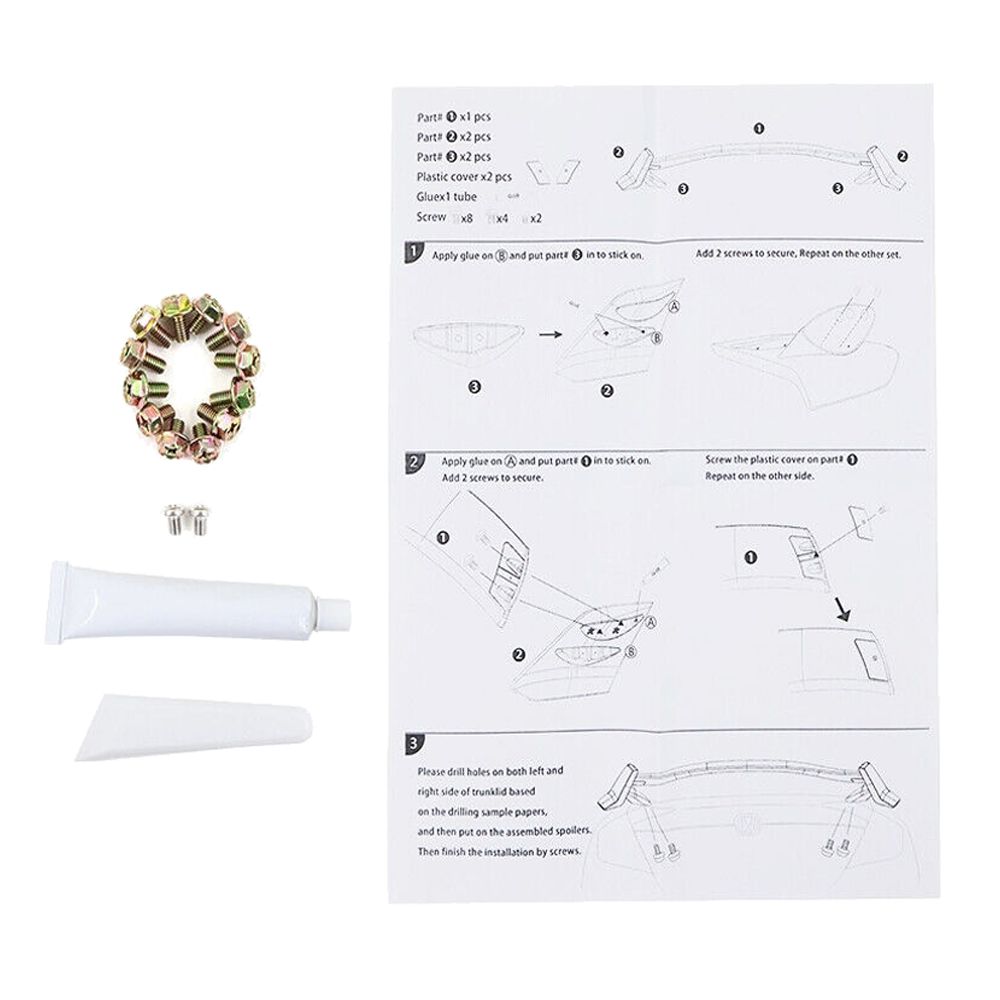 Part# ❶ x1 pcs
Part# ❷ x2 pcs
Part# ❸ x2 pcs
Plastic cover x2 pcs
Gluex1 tube
Screw x8 x4 x2
❶
❷ ❷
❸ ❸
1 Apply glue on Ⓑ and put part# ❸ in to stick on.
Add 2 screws to secure, Repeat on the other set.
Ⓐ
Ⓑ
❸
❷
2 Apply glue on Ⓐ and put part# ❶ in to stick on.
Add 2 screws to secure.
Screw the plastic cover on part# ❶
Repeat on the other side.
❶
❶
Ⓐ
❷
Ⓑ
3
Please drill holes on both left and
right side of trunklid based
on the drilling sample papers,
and then put on the assembled spoilers.
Then finish the installation by screws.